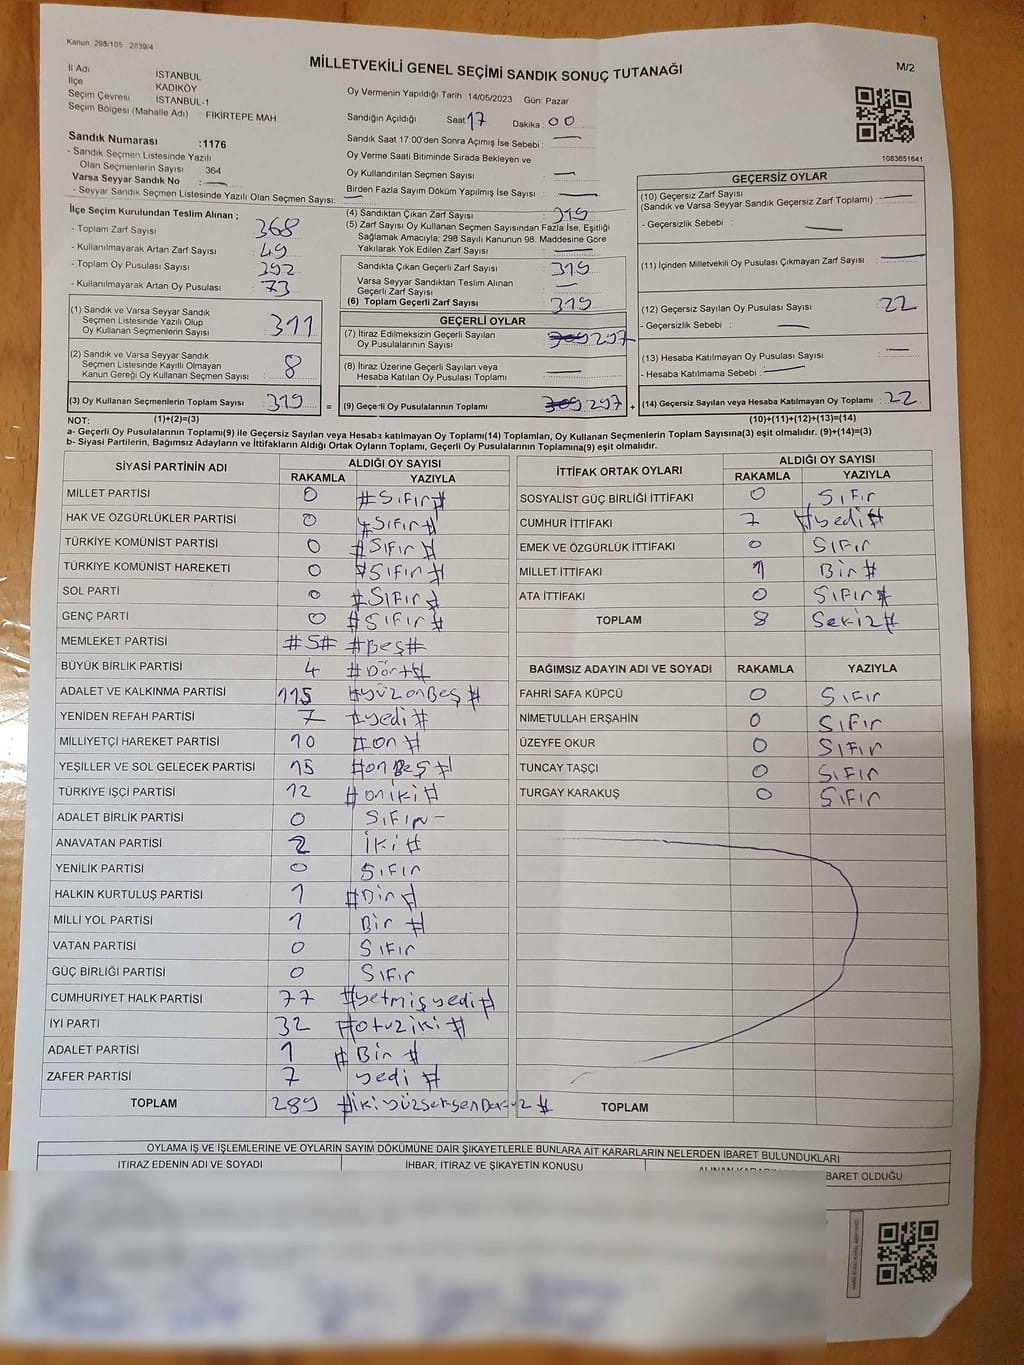 Kanun. 298/105 2839/4
MİLLETVEKİLİ GENEL SEÇİMİ SANDIK SONUÇ TUTANAĞI
M/2
İl Adı İSTANBUL
İlçe KADIKÖY
Seçim Çevresi İSTANBUL-1
Seçim Bölgesi (Mahalle Adı) FİKİRTEPE MAH
Sandık Numarası :1176
- Sandık Seçmen Listesinde Yazılı
Olan Seçmenlerin Sayısı 364
Varsa Seyyar Sandık No : —
- Seyyar Sandık Seçmen Listesinde Yazılı Olan Seçmen Sayısı: —
Oy Vermenin Yapıldığı Tarih :14/05/2023 Gün: Pazar
Sandığın Açıldığı Saat: 17 Dakika : 00
Sandık Saat 17:00'den Sonra Açımış İse Sebebi : —
Oy Verme Saati Bitiminde Sırada Bekleyen ve
Oy Kullandırılan Seçmen Sayısı : —
Birden Fazla Sayım Döküm Yapılmış İse Sayısı : —
1083651641
İlçe Seçim Kurulundan Teslim Alınan ;
- Toplam Zarf Sayısı : 368
- Kullanılmayarak Artan Zarf Sayısı : 49
- Toplam Oy Pusulası Sayısı : 392
- Kullanılmayarak Artan Oy Pusulası : 73
(1) Sandık ve Varsa Seyyar Sandık
Seçmen Listesinde Yazılı Olup
Oy Kullanan Seçmenlerin Sayısı : 311
(2) Sandık ve Varsa Seyyar Sandık
Seçmen Listesinde Kayıtlı Olmayan
Kanun Gereği Oy Kullanan Seçmen Sayısı : 8
(3) Oy Kullanan Seçmenlerin Toplam Sayısı : 319 =
(1)+(2)=(3)
(4) Sandıktan Çıkan Zarf Sayısı : 319
(5) Zarf Sayısı Oy Kullanan Seçmen Sayısından Fazla İse, Eşitliği
Sağlamak Amacıyla; 298 Sayılı Kanunun 98. Maddesine Göre
Yakılarak Yok Edilen Zarf Sayısı : —
Sandıkta Çıkan Geçerli Zarf Sayısı : 319
Varsa Seyyar Sandıktan Teslim Alınan
Geçerli Zarf Sayısı : —
(6) Toplam Geçerli Zarf Sayısı : 319
GEÇERLİ OYLAR
(7) İtiraz Edilmeksizin Geçerli Sayılan
Oy Pusulalarının Sayısı : 309 297
(8) İtiraz Üzerine Geçerli Sayılan veya
Hesaba Katılan Oy Pusulası Toplamı : —
(9) Geçerli Oy Pusulalarının Toplamı : 309 297 +
GEÇERSİZ OYLAR
(10) Geçersiz Zarf Sayısı
(Sandık ve Varsa Seyyar Sandık Geçersiz Zarf Toplamı) : —
- Geçersizlik Sebebi : —
(11) İçinden Milletvekili Oy Pusulası Çıkmayan Zarf Sayısı : —
(12) Geçersiz Sayılan Oy Pusulası Sayısı : 22
- Geçersizlik Sebebi : —
(13) Hesaba Katılmayan Oy Pusulası Sayısı : —
- Hesaba Katılmama Sebebi : —
(14) Geçersiz Sayılan veya Hesaba Katılmayan Oy Toplamı : 22
(10)+(11)+(12)+(13)=(14)
NOT:
a- Geçerli Oy Pusulalarının Toplamı(9) ile Geçersiz Sayılan veya Hesaba katılmayan Oy Toplamı(14) Toplamları, Oy Kullanan Seçmenlerin Toplam Sayısına(3) eşit olmalıdır. (9)+(14)=(3)
b- Siyasi Partilerin, Bağımsız Adayların ve İttifakların Aldığı Ortak Oyların Toplamı, Geçerli Oy Pusulalarının Toplamına(9) eşit olmalıdır.
SİYASİ PARTİNİN ADI ALDIĞI OY SAYISI
RAKAMLA YAZIYLA
MİLLET PARTİSİ 0 #Sıfır#
HAK VE ÖZGÜRLÜKLER PARTİSİ 0 #Sıfır#
TÜRKİYE KOMÜNİST PARTİSİ 0 #Sıfır#
TÜRKİYE KOMÜNİST HAREKETİ 0 #Sıfır#
SOL PARTİ 0 #Sıfır#
GENÇ PARTİ 0 #Sıfır#
MEMLEKET PARTİSİ #5# #Beş#
BÜYÜK BİRLİK PARTİSİ 4 #Dört#
ADALET VE KALKINMA PARTİSİ 115 #yüzonBeş#
YENİDEN REFAH PARTİSİ 7 #yedi#
MİLLİYETÇİ HAREKET PARTİSİ 10 #on#
YEŞİLLER VE SOL GELECEK PARTİSİ 15 #onBeş#
TÜRKİYE İŞÇİ PARTİSİ 12 #oniki#
ADALET BİRLİK PARTİSİ 0 Sıfır
ANAVATAN PARTİSİ 2 iki#
YENİLİK PARTİSİ 0 Sıfır
HALKIN KURTULUŞ PARTİSİ 1 #Bir#
MİLLİ YOL PARTİSİ 1 Bir#
VATAN PARTİSİ 0 Sıfır
GÜÇ BİRLİĞİ PARTİSİ 0 Sıfır
CUMHURİYET HALK PARTİSİ 77 #yetmişyedi#
İYİ PARTİ 32 #otuziki#
ADALET PARTİSİ 1 #Bir#
ZAFER PARTİSİ 7 yedi#
TOPLAM 289 #ikiyüzseksenDokuz#
İTTİFAK ORTAK OYLARI ALDIĞI OY SAYISI
RAKAMLA YAZIYLA
SOSYALİST GÜÇ BİRLİĞİ İTTİFAKI 0 Sıfır
CUMHUR İTTİFAKI 7 #yedi#
EMEK VE ÖZGÜRLÜK İTTİFAKI 0 Sıfır
MİLLET İTTİFAKI 1 Bir#
ATA İTTİFAKI 0 Sıfır#
TOPLAM 8 Sekiz#
BAĞIMSIZ ADAYIN ADI VE SOYADI RAKAMLA YAZIYLA
FAHRİ SAFA KÜPCÜ 0 Sıfır
NİMETULLAH ERŞAHİN 0 Sıfır
ÜZEYFE OKUR 0 Sıfır
TUNCAY TAŞÇI 0 Sıfır
TURGAY KARAKUŞ 0 Sıfır
TOPLAM
OYLAMA İŞ VE İŞLEMLERİNE VE OYLARIN SAYIM DÖKÜMÜNE DAİR ŞİKAYETLERLE BUNLARA AİT KARARLARIN NELERDEN İBARET BULUNDUKLARI
İTİRAZ EDENİN ADI VE SOYADI İHBAR, İTİRAZ VE ŞİKAYETİN KONUSU BARET OLDUĞU